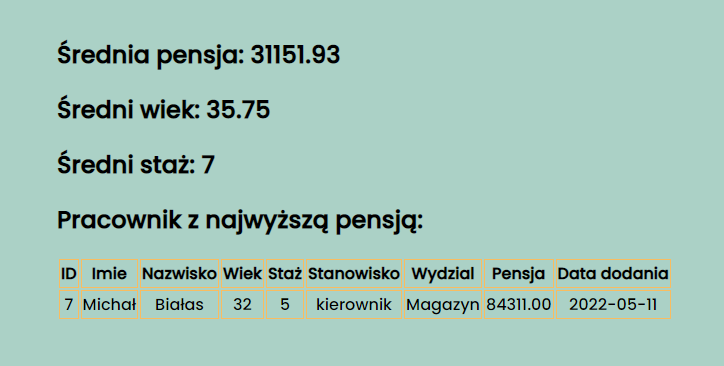 Średnia pensja: 31151.93
Średni wiek: 35.75
Średni staż: 7
Pracownik z najwyższą pensją:
ID Imie Nazwisko Wiek Staż Stanowisko Wydzial Pensja Data dodania
7 Michał Białas 32 5 kierownik Magazyn 84311.00 2022-05-11